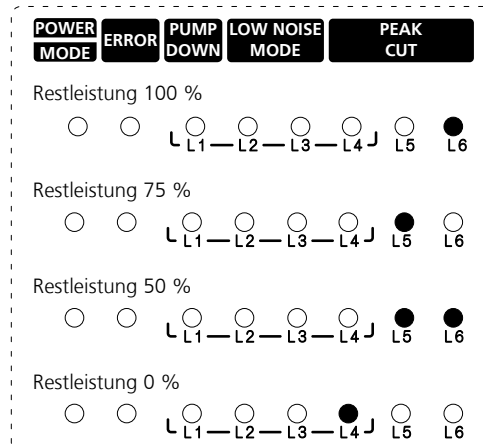 POWER ERROR PUMP LOW NOISE PEAK
MODE DOWN MODE CUT
Restleistung 100 %
L1 L2 L3 L4 L5 L6
Restleistung 75 %
L1 L2 L3 L4 L5 L6
Restleistung 50 %
L1 L2 L3 L4 L5 L6
Restleistung 0 %
L1 L2 L3 L4 L5 L6